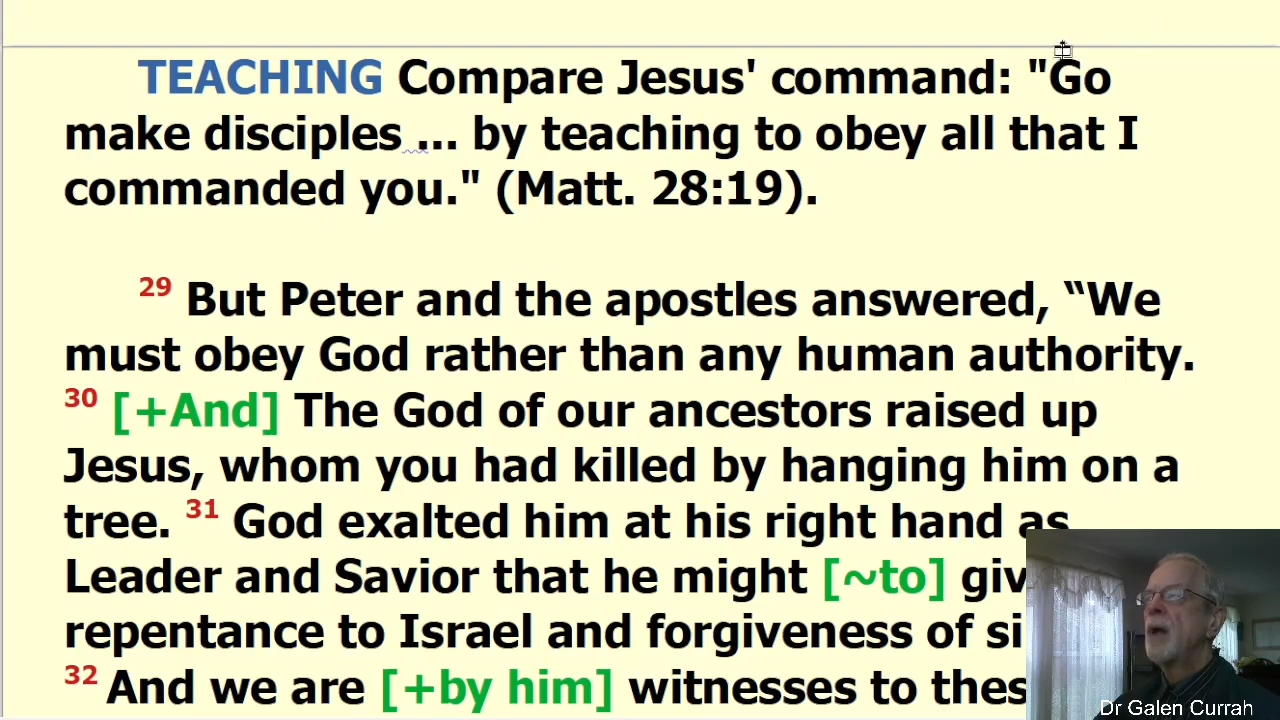 TEACHING Compare Jesus' command: "Go
make disciples ... by teaching to obey all that I
commanded you." (Matt. 28:19).
29 But Peter and the apostles answered, “We
must obey God rather than any human authority.
30 [+And] The God of our ancestors raised up
Jesus, whom you had killed by hanging him on a
tree. 31 God exalted him at his right hand as
Leader and Savior that he might [~to]
repentance to Israel and forgiveness of
32 And we are [+by him] witnesses to
Dr Galen Currah